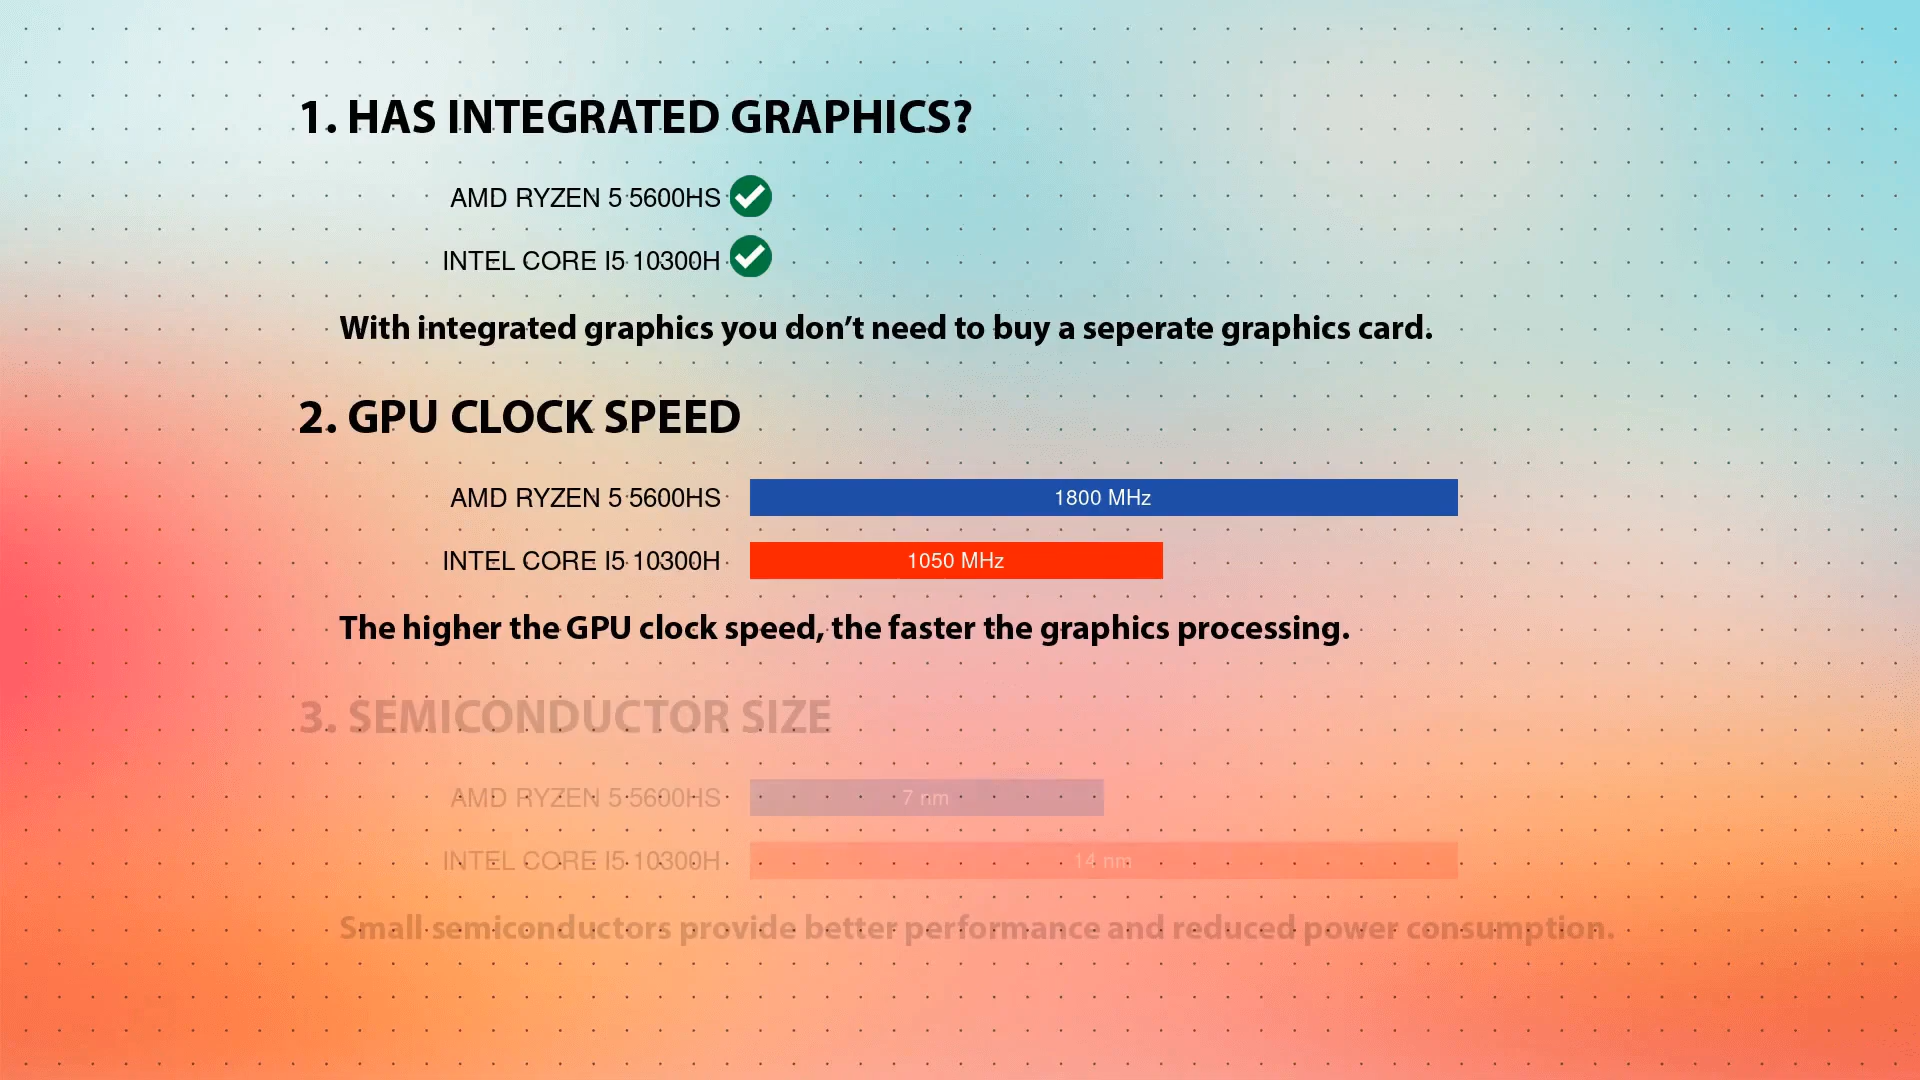 1. HAS INTEGRATED GRAPHICS?
AMD RYZEN 5 5600HS
INTEL CORE I5 10300H
With integrated graphics you don’t need to buy a seperate graphics card.
2. GPU CLOCK SPEED
AMD RYZEN 5 5600HS 1800 MHz
INTEL CORE I5 10300H 1050 MHz
The higher the GPU clock speed, the faster the graphics processing.
3. SEMICONDUCTOR SIZE
AMD RYZEN 5 5600HS 7 nm
INTEL CORE I5 10300H 14 nm
Small semiconductors provide better performance and reduced power consumption.